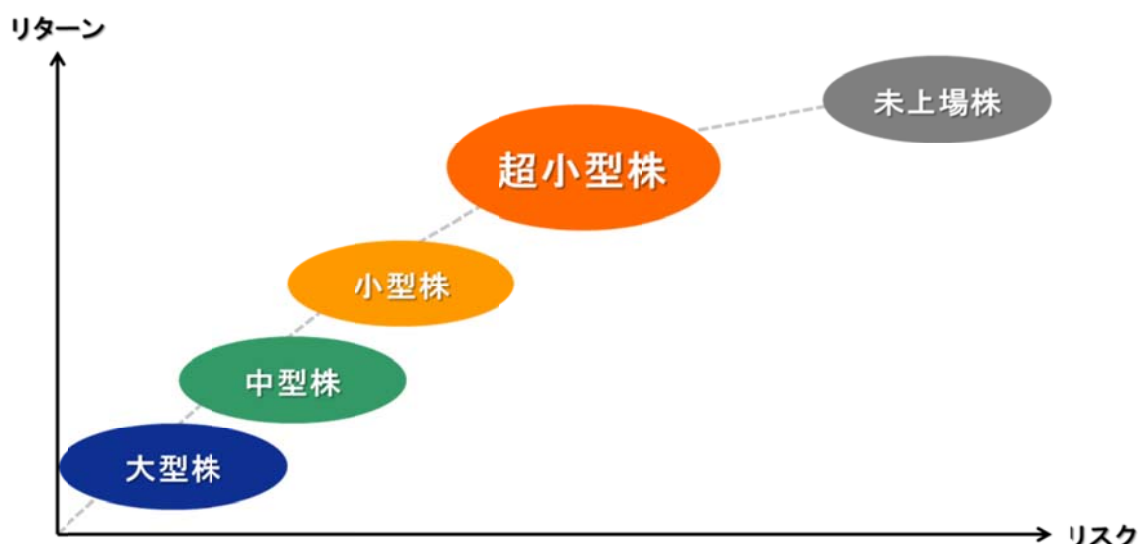 リターン
未上場株
超小型株
小型株
中型株
大型株
リスク